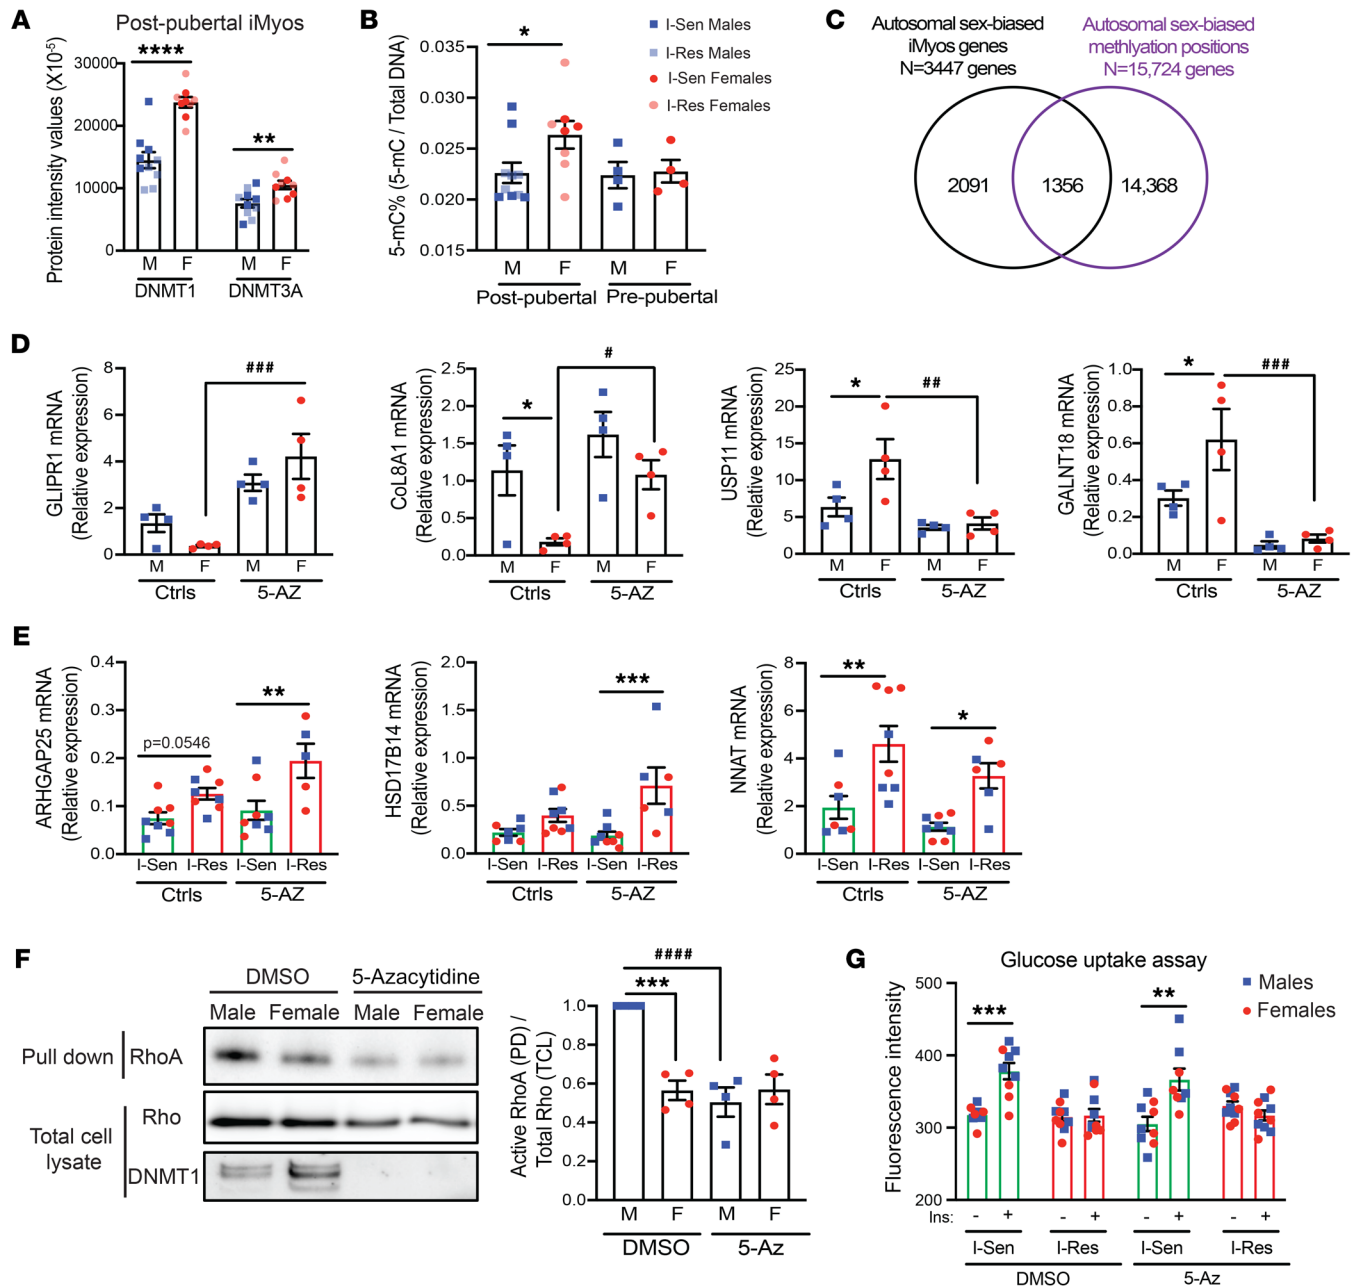 A
Post-pubertal iMyos
Protein intensity values (X10-5)
30000
20000
10000
0
****
**
M
F
M
F
DNMT1
DNMT3A
B
5-mC% (5-mC / Total DNA)
0.035
0.030
0.025
0.020
0.015
*
M
F
M
F
Post-pubertal
Pre-pubertal
I-Sen Males
I-Res Males
I-Sen Females
I-Res Females
C
Autosomal sex-biased
iMyos genes
N=3447 genes
Autosomal sex-biased
methlyation positions
N=15,724 genes
2091
1356
14,368
D
GLIPR1 mRNA
(Relative expression)
8
6
4
2
0
###
M
F
M
F
Ctrls
5-AZ
CoL8A1 mRNA
(Relative expression)
2.5
2.0
1.5
1.0
0.5
0.0
*
#
M
F
M
F
Ctrls
5-AZ
USP11 mRNA
(Relative expression)
25
20
15
10
5
0
*
##
M
F
M
F
Ctrls
5-AZ
GALNT18 mRNA
(Relative expression)
1.0
0.8
0.6
0.4
0.2
0.0
*
###
M
F
M
F
Ctrls
5-AZ
E
ARHGAP25 mRNA
(Relative expression)
0.4
0.3
0.2
0.1
0.0
p=0.0546
**
I-Sen
I-Res
I-Sen
I-Res
Ctrls
5-AZ
HSD17B14 mRNA
(Relative expression)
2.0
1.5
1.0
0.5
0.0
***
I-Sen
I-Res
I-Sen
I-Res
Ctrls
5-AZ
NNAT mRNA
(Relative expression)
8
6
4
2
0
**
*
I-Sen
I-Res
I-Sen
I-Res
Ctrls
5-AZ
F
DMSO
5-Azacytidine
Male
Female
Male
Female
Pull down
RhoA
Rho
Total cell
lysate
DNMT1
Active RhoA (PD) /
Total Rho (TCL)
1.0
0.8
0.6
0.4
0.2
0.0
####
***
M
F
M
F
DMSO
5-Az
G
Glucose uptake assay
Fluorescence intensity
500
400
300
200
***
**
Males
Females
Ins:
-
+
-
+
-
+
-
+
I-Sen
I-Res
I-Sen
I-Res
DMSO
5-Az